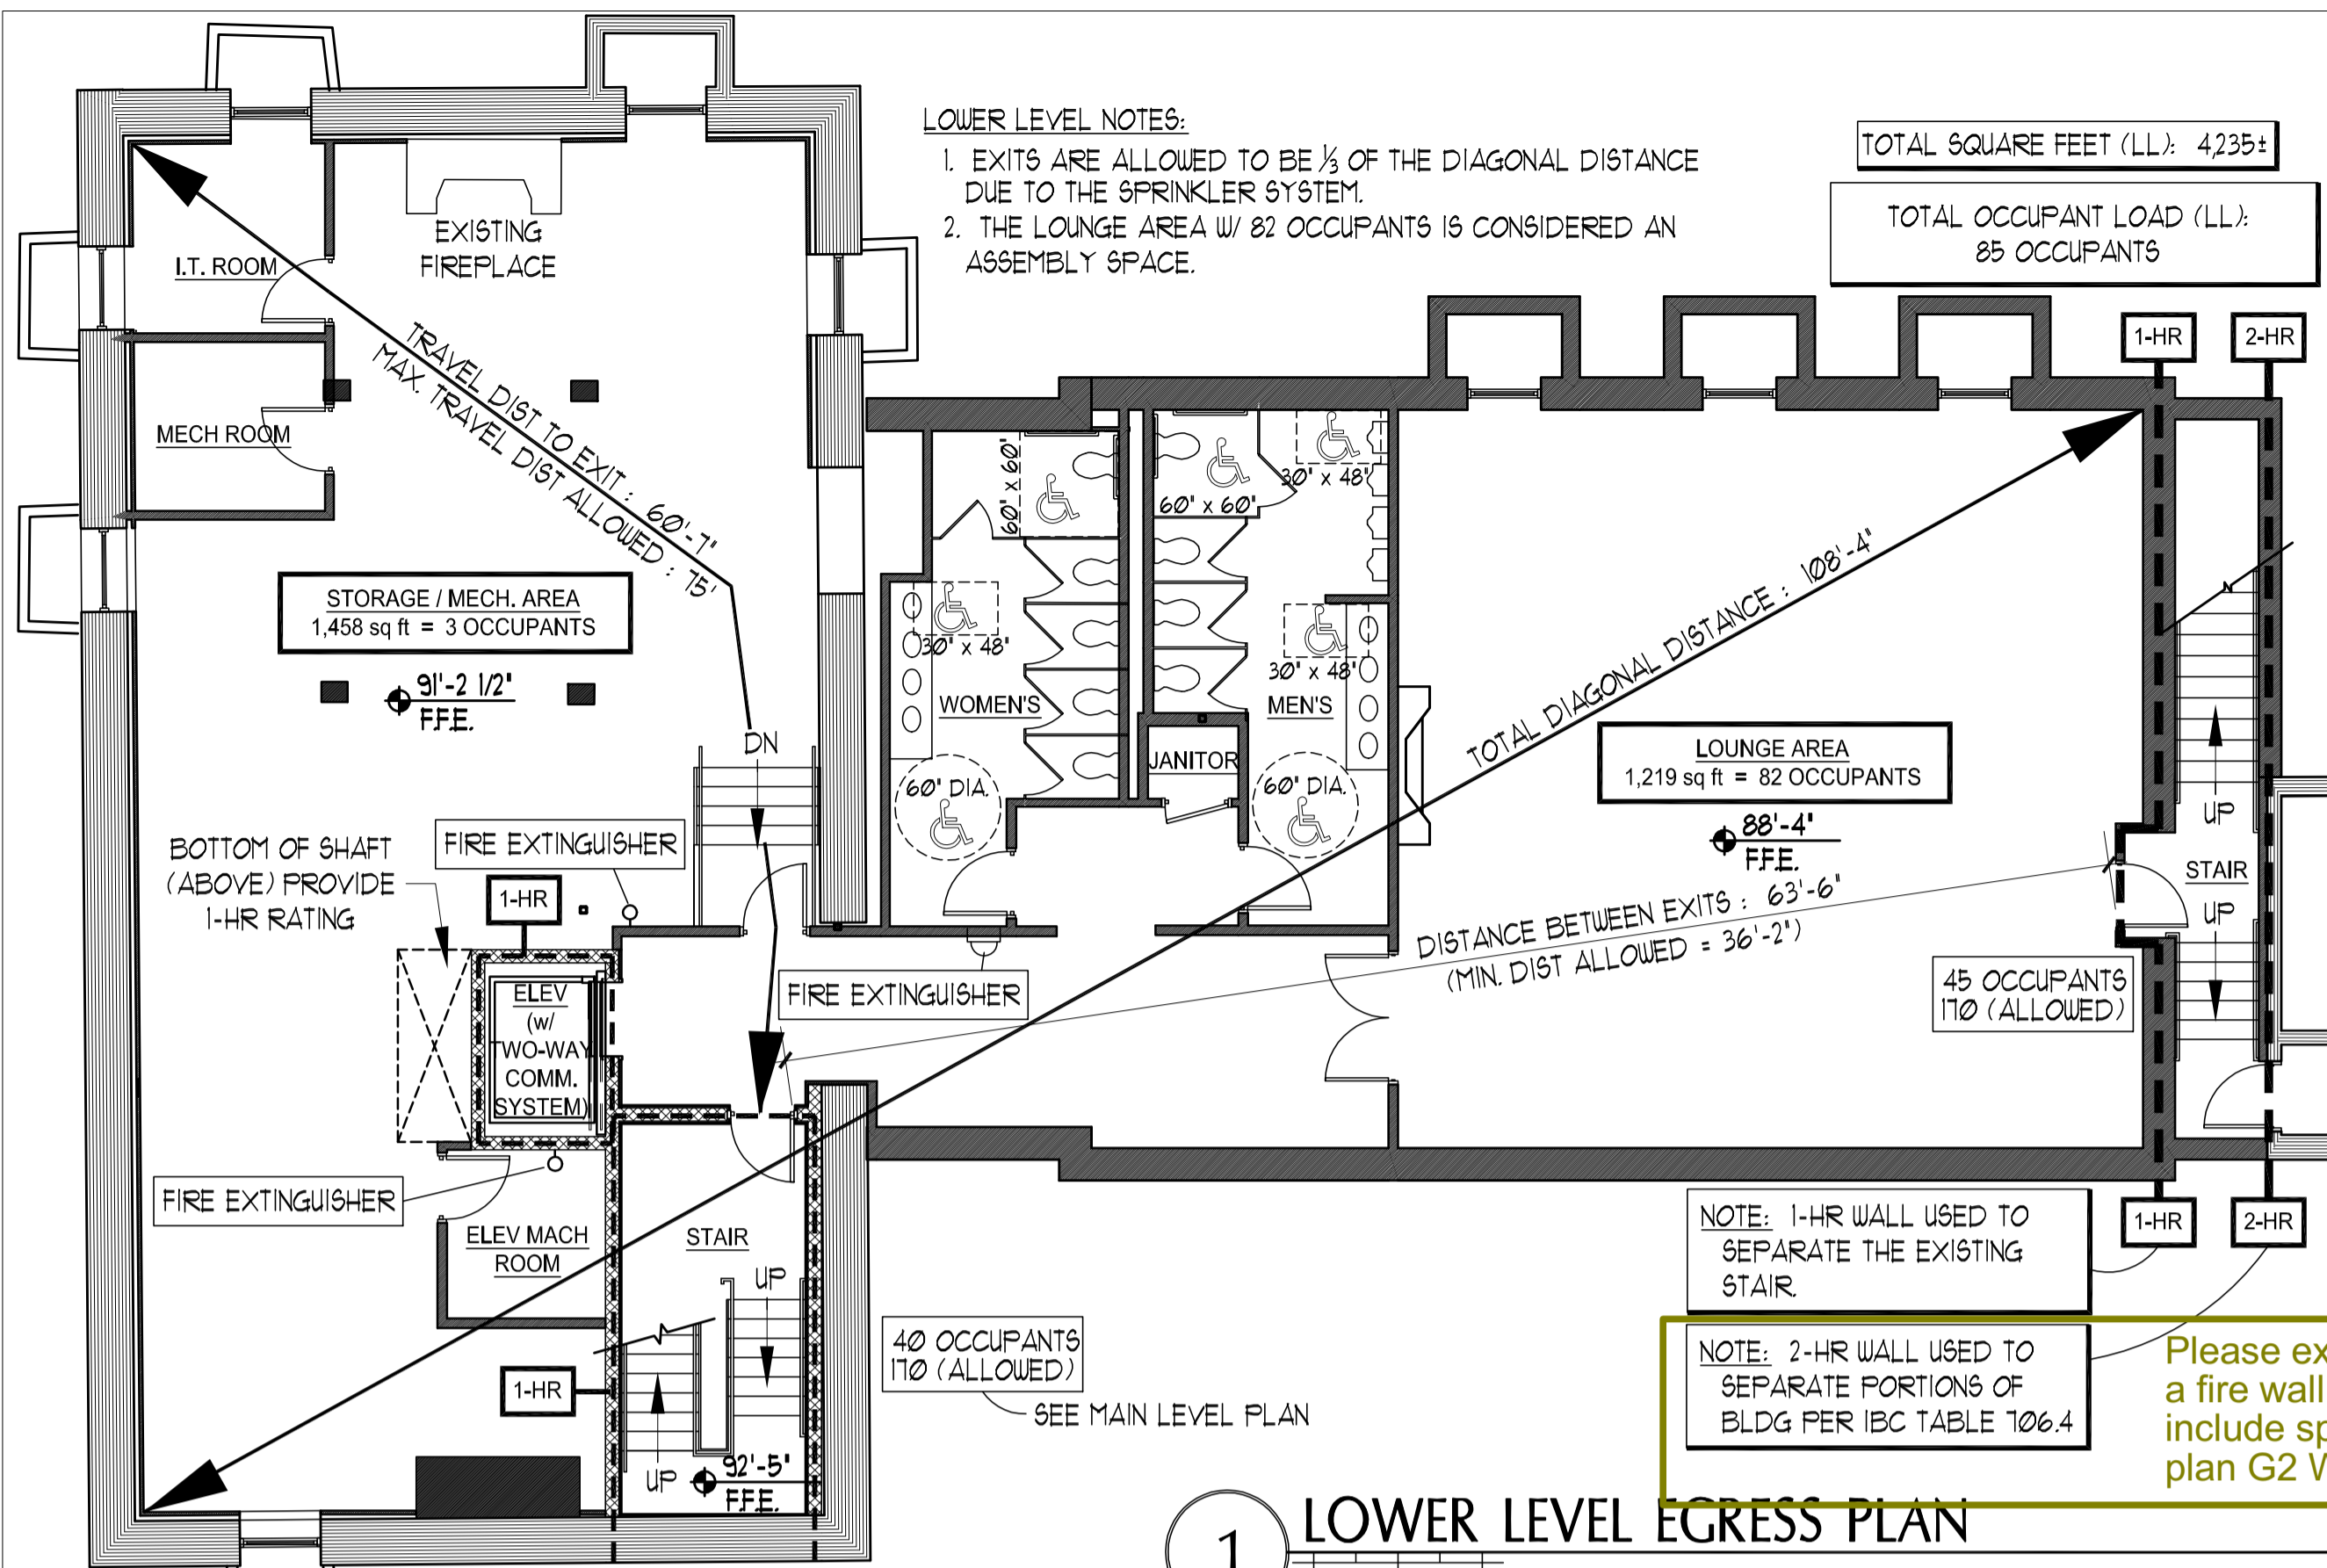 LOWER LEVEL NOTES:
1. EXITS ARE ALLOWED TO BE ⅓ OF THE DIAGONAL DISTANCE
DUE TO THE SPRINKLER SYSTEM.
2. THE LOUNGE AREA W/ 82 OCCUPANTS IS CONSIDERED AN
ASSEMBLY SPACE.
TOTAL SQUARE FEET (LL): 4,235±
TOTAL OCCUPANT LOAD (LL):
85 OCCUPANTS
I.T. ROOM
EXISTING
FIREPLACE
MECH ROOM
TRAVEL DIST TO EXIT : 60'-7"
MAX. TRAVEL DIST ALLOWED : 75'
STORAGE / MECH. AREA
1,458 sq ft = 3 OCCUPANTS
91'-2 1/2"
F.F.E.
DN
BOTTOM OF SHAFT
(ABOVE) PROVIDE
1-HR RATING
FIRE EXTINGUISHER
1-HR
ELEV
(w/
TWO-WAY
COMM.
SYSTEM)
FIRE EXTINGUISHER
FIRE EXTINGUISHER
ELEV MACH
ROOM
1-HR
STAIR
UP
UP
92'-5"
F.F.E.
60" x 60"
30" x 48"
WOMEN'S
60" DIA.
60" x 60"
30" x 48"
30" x 48"
MEN'S
JANITOR
60" DIA.
TOTAL DIAGONAL DISTANCE : 108'-4"
LOUNGE AREA
1,219 sq ft = 82 OCCUPANTS
88'-4"
F.F.E.
DISTANCE BETWEEN EXITS : 63'-6"
(MIN. DIST ALLOWED = 36'-2")
1-HR
2-HR
UP
STAIR
UP
45 OCCUPANTS
170 (ALLOWED)
40 OCCUPANTS
170 (ALLOWED)
SEE MAIN LEVEL PLAN
1-HR
2-HR
NOTE: 1-HR WALL USED TO
SEPARATE THE EXISTING
STAIR.
NOTE: 2-HR WALL USED TO
SEPARATE PORTIONS OF
BLDG PER IBC TABLE 706.4
Please ex
a fire wall
include sp
plan G2 W
1
LOWER LEVEL EGRESS PLAN